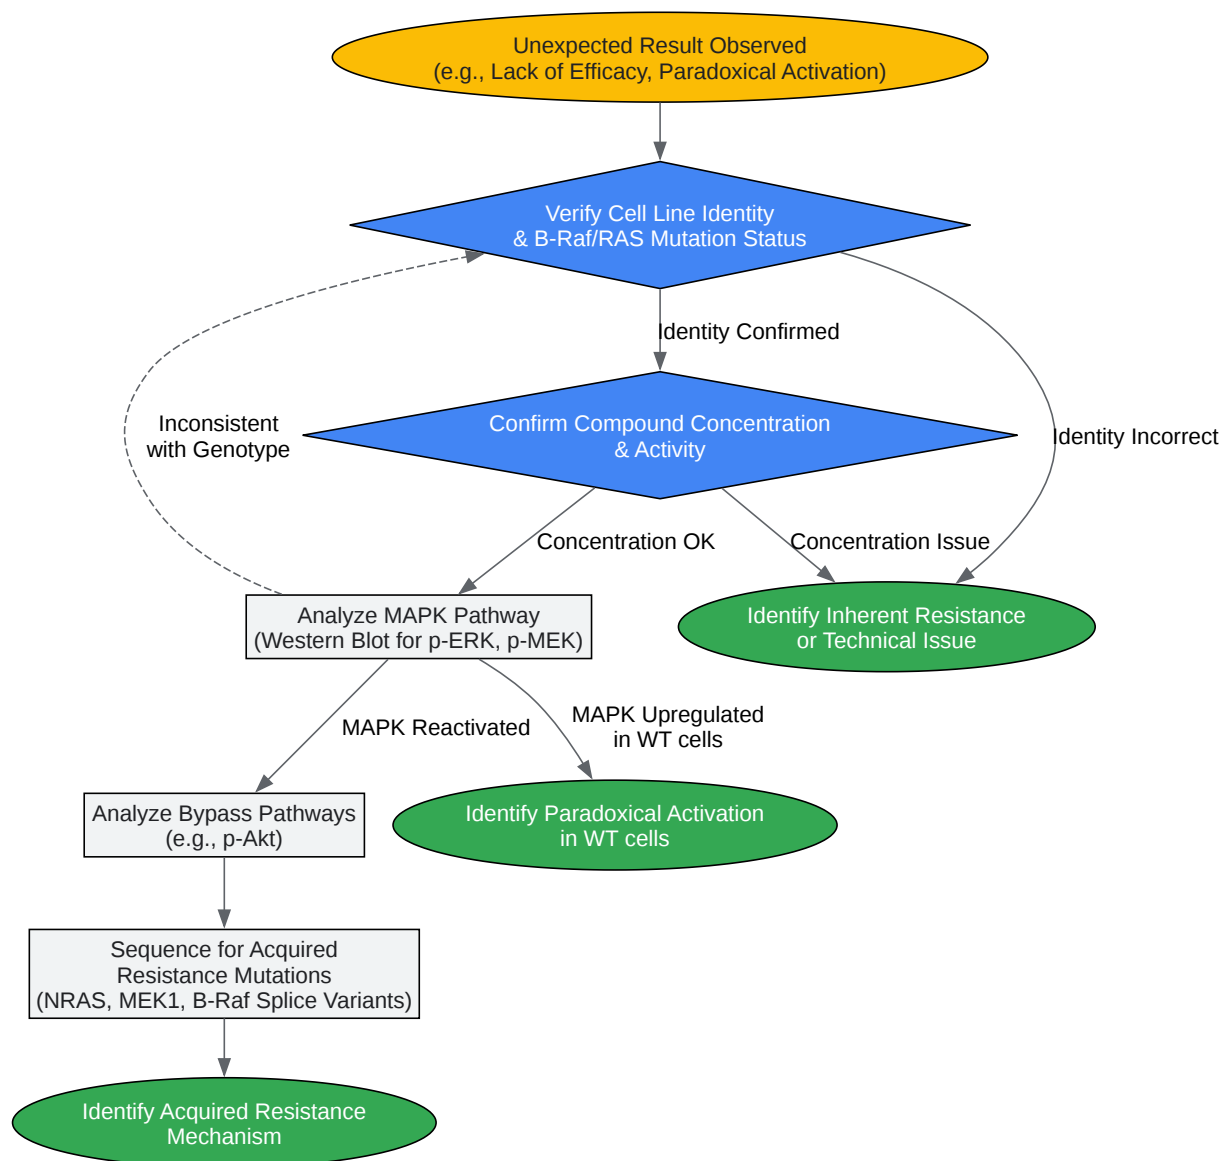 Unexpected Result Observed
(e.g., Lack of Efficacy, Paradoxical Activation)
Verify Cell Line Identity
& B-Raf/RAS Mutation Status
Identity Confirmed
Inconsistent
with Genotype
Confirm Compound Concentration
& Activity
Identity Incorrect
Concentration OK
Concentration Issue
Analyze MAPK Pathway
(Western Blot for p-ERK, p-MEK)
Identify Inherent Resistance
or Technical Issue
MAPK Reactivated
MAPK Upregulated
in WT cells
Analyze Bypass Pathways
(e.g., p-Akt)
Identify Paradoxical Activation
in WT cells
Sequence for Acquired
Resistance Mutations
(NRAS, MEK1, B-Raf Splice Variants)
Identify Acquired Resistance
Mechanism